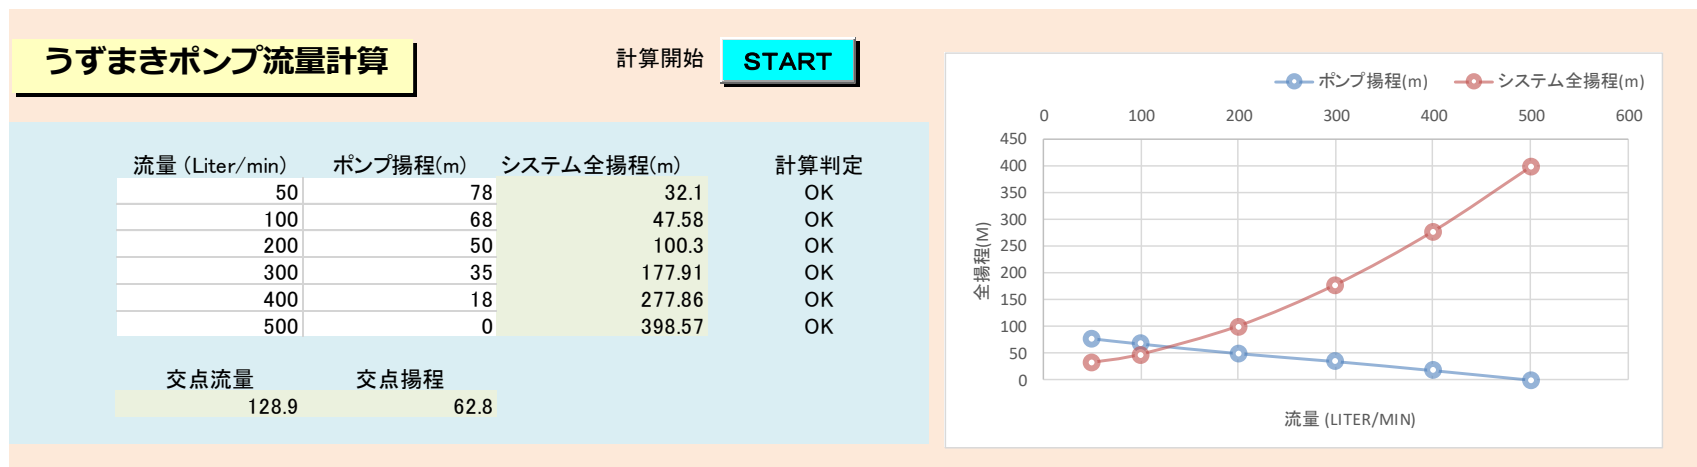 うずまきポンプ流量計算
計算開始 START
流量 (Liter/min) ポンプ揚程(m) システム全揚程(m) 計算判定
50 78 32.1 OK
100 68 47.58 OK
200 50 100.3 OK
300 35 177.91 OK
400 18 277.86 OK
500 0 398.57 OK
交点流量 交点揚程
128.9 62.8
ポンプ揚程(m) システム全揚程(m)
0 100 200 300 400 500 600
450
400
350
300
250
200
150
100
50
0
全揚程(M)
流量 (LITER/MIN)